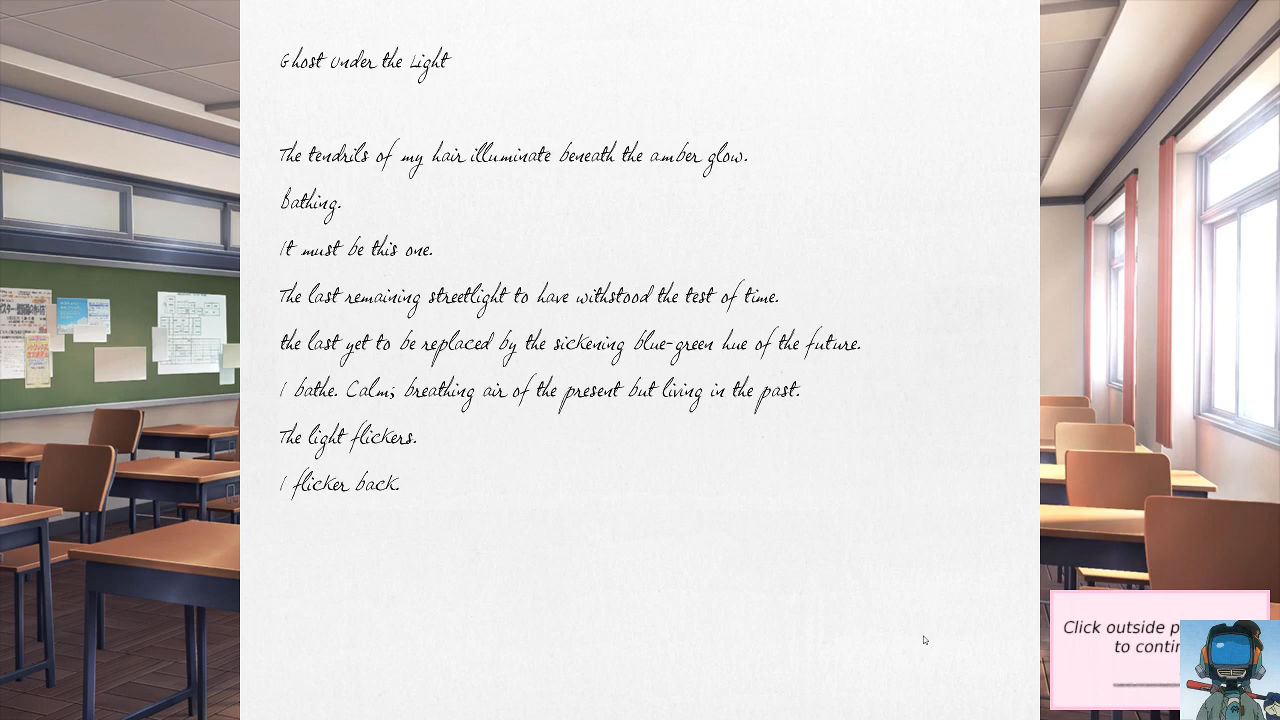 Ghost Under the Light
The tendrils of my hair illuminate beneath the amber glow.
Bathing.
It must be this one.
The last remaining streetlight to have withstood the test of time.
the last yet to be replaced by the sickening blue-green hue of the future.
I bathe. Calm; breathing air of the present but living in the past.
The light flickers.
I flicker back.
Click outside
to